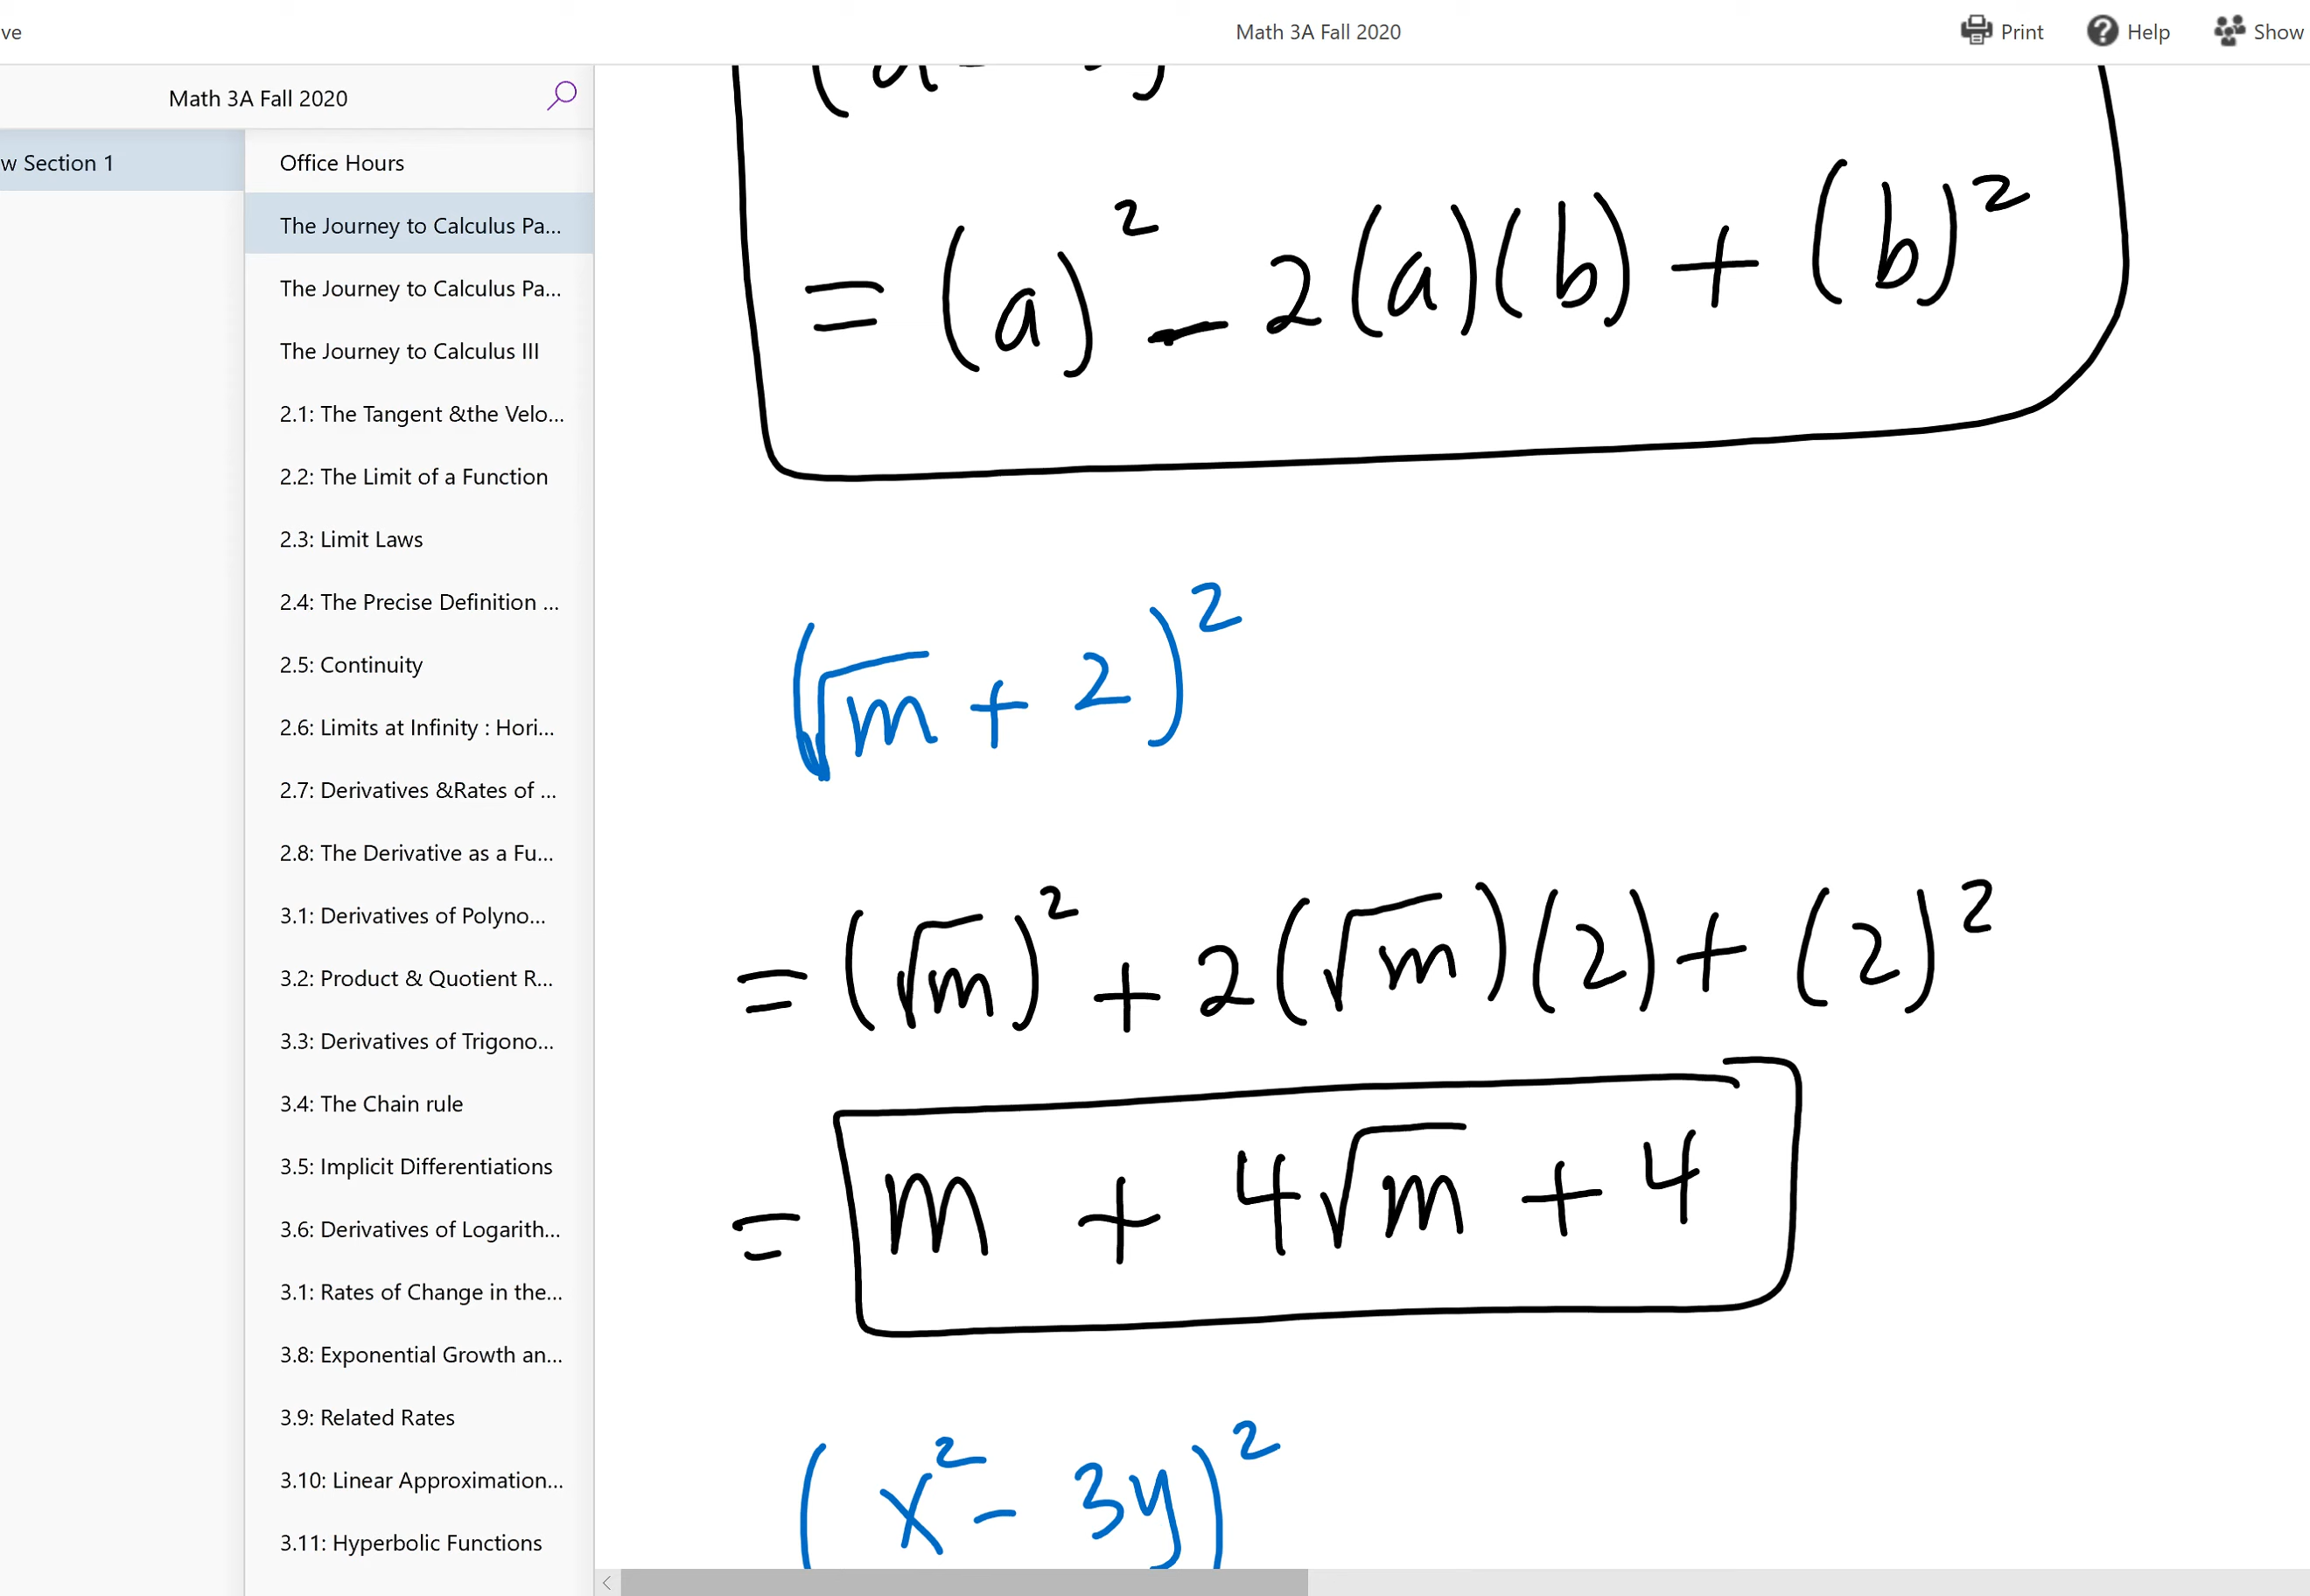 ve
Math 3A Fall 2020
Print
Help
Show
Math 3A Fall 2020
w Section 1
Office Hours
The Journey to Calculus Pa...
The Journey to Calculus Pa...
The Journey to Calculus III
2.1: The Tangent &the Velo...
2.2: The Limit of a Function
2.3: Limit Laws
2.4: The Precise Definition ...
2.5: Continuity
2.6: Limits at Infinity : Hori...
2.7: Derivatives &Rates of ...
2.8: The Derivative as a Fu...
3.1: Derivatives of Polyno...
3.2: Product & Quotient R...
3.3: Derivatives of Trigono...
3.4: The Chain rule
3.5: Implicit Differentiations
3.6: Derivatives of Logarith...
3.1: Rates of Change in the...
3.8: Exponential Growth an...
3.9: Related Rates
3.10: Linear Approximation...
3.11: Hyperbolic Functions
= (a)² - 2(a)(b) + (b)²
(√m + 2)²
= (√m)² + 2(√m)(2) + (2)²
= m + 4√m + 4
(x² - 3y)²